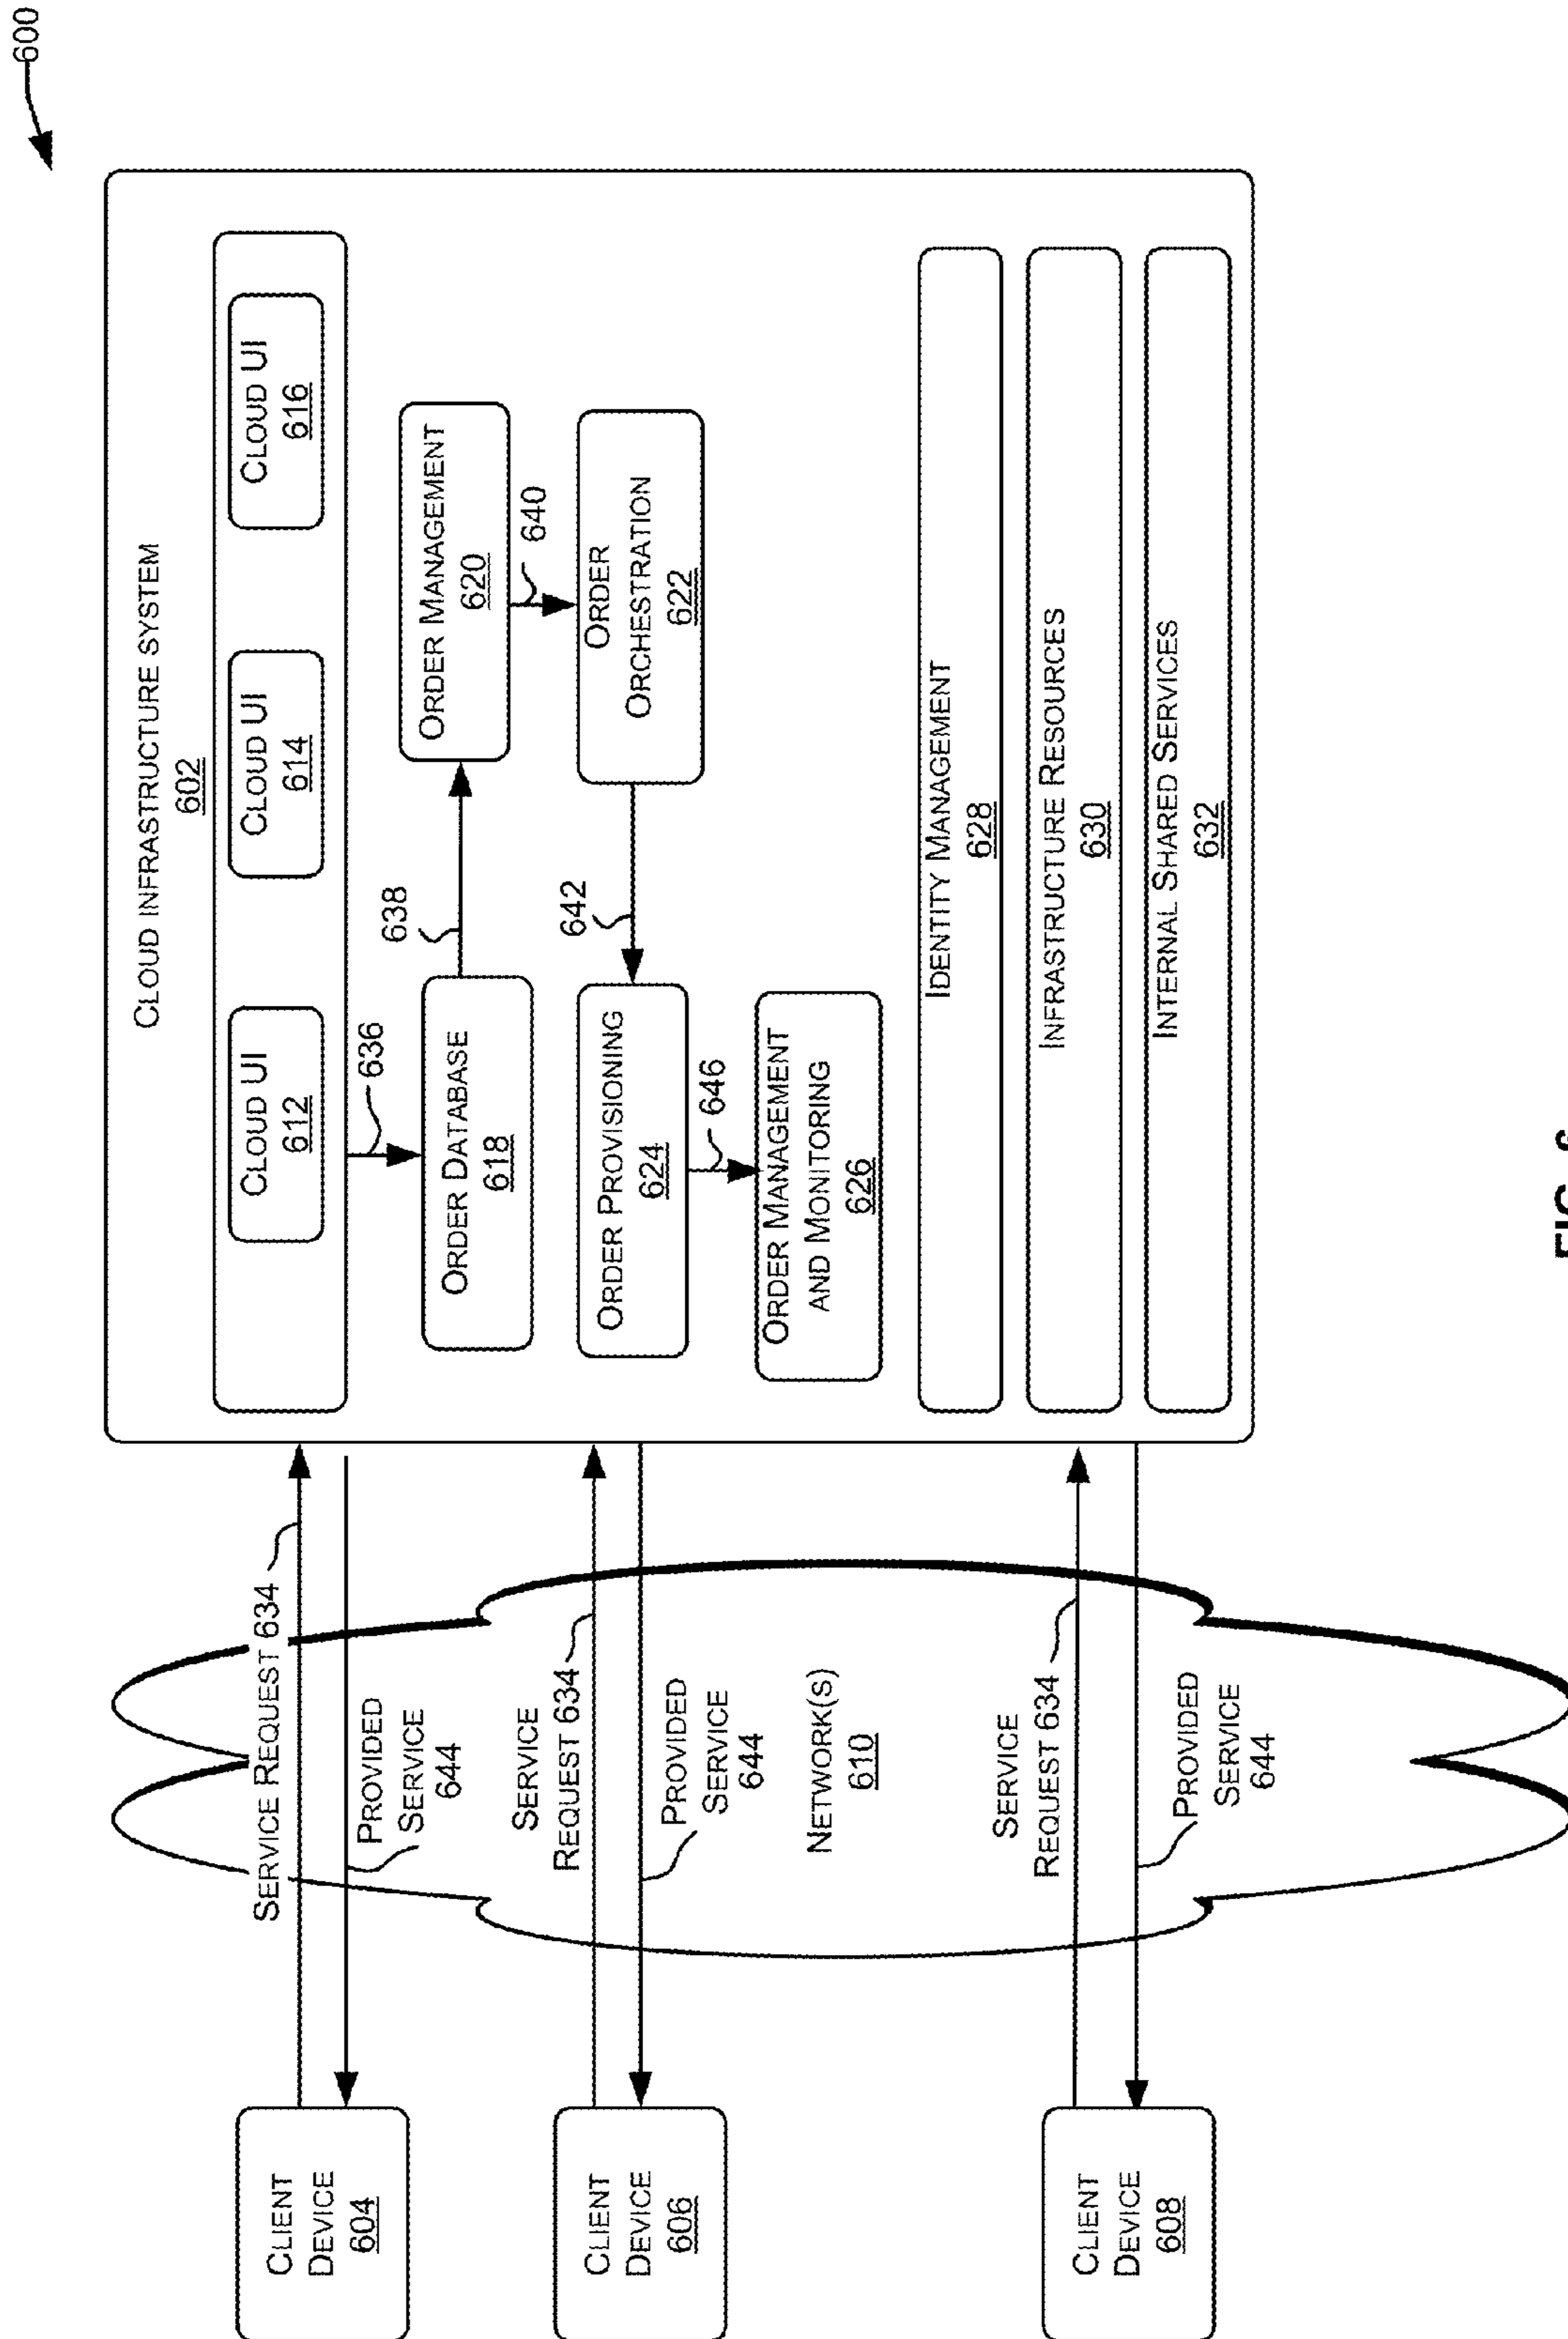 600
CLOUD INFRASTRUCTURE SYSTEM
602
CLOUD UI
612
CLOUD UI
614
CLOUD UI
616
636
ORDER DATABASE
618
638
ORDER MANAGEMENT
620
640
ORDER
ORCHESTRATION
622
642
ORDER PROVISIONING
624
646
ORDER MANAGEMENT
AND MONITORING
626
IDENTITY MANAGEMENT
628
INFRASTRUCTURE RESOURCES
630
INTERNAL SHARED SERVICES
632
SERVICE REQUEST 634
PROVIDED
SERVICE
644
SERVICE
REQUEST 634
PROVIDED
SERVICE
644
NETWORK(S)
610
SERVICE
REQUEST 634
PROVIDED
SERVICE
644
CLIENT
DEVICE
604
CLIENT
DEVICE
606
CLIENT
DEVICE
608
FIG. 6